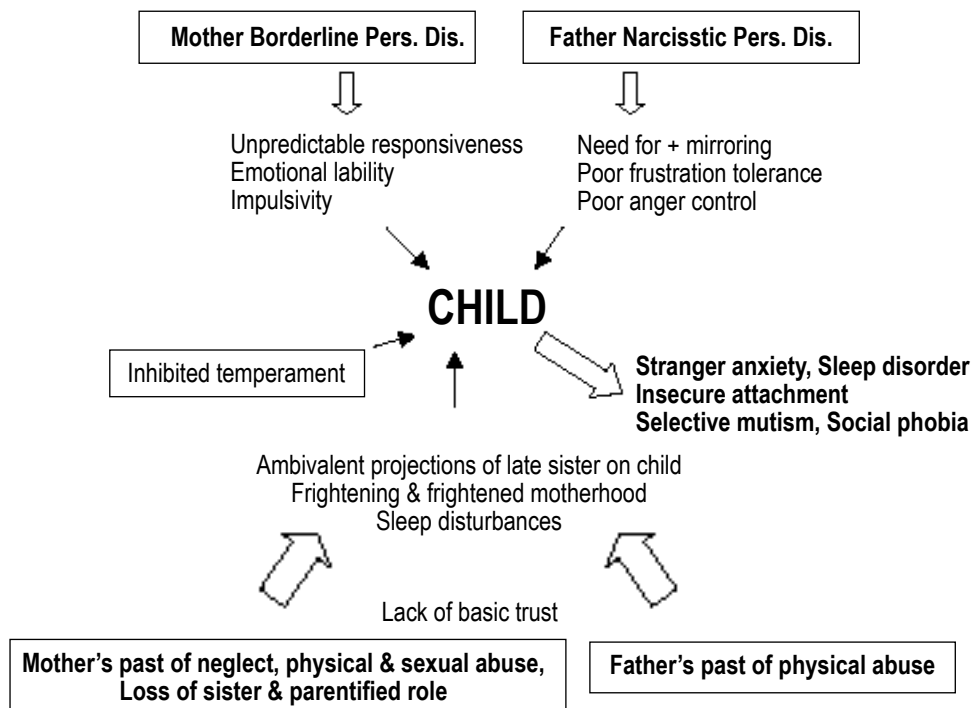 Mother Borderline Pers. Dis.
Father Narcisstic Pers. Dis.
Unpredictable responsiveness
Emotional lability
Impulsivity
Need for + mirroring
Poor frustration tolerance
Poor anger control
CHILD
Inhibited temperament
Stranger anxiety, Sleep disorder
Insecure attachment
Selective mutism, Social phobia
Ambivalent projections of late sister on child
Frightening & frightened motherhood
Sleep disturbances
Lack of basic trust
Mother's past of neglect, physical & sexual abuse,
Loss of sister & parentified role
Father's past of physical abuse